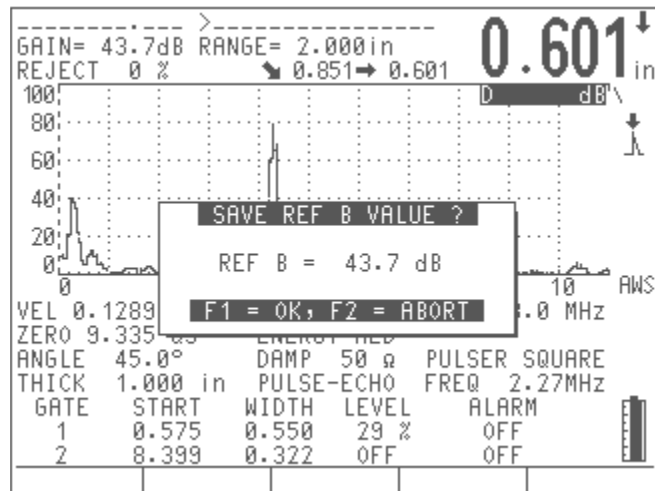 --------.--- >----------------
GAIN= 43.7dB RANGE= 2.000in
0.601 in
REJECT 0 % ⬊ 0.851➡ 0.601
D dB
100
80
60
40
20
0
0 10 AWS
SAVE REF B VALUE ?
REF B = 43.7 dB
F1 = OK, F2 = ABORT
VEL 0.1289 .0 MHz
ZERO 9.335
ANGLE 45.0° DAMP 50 Ω PULSER SQUARE
THICK 1.000 in PULSE-ECHO FREQ 2.27MHz
GATE START WIDTH LEVEL ALARM
1 0.575 0.550 29 % OFF
2 8.399 0.322 OFF OFF